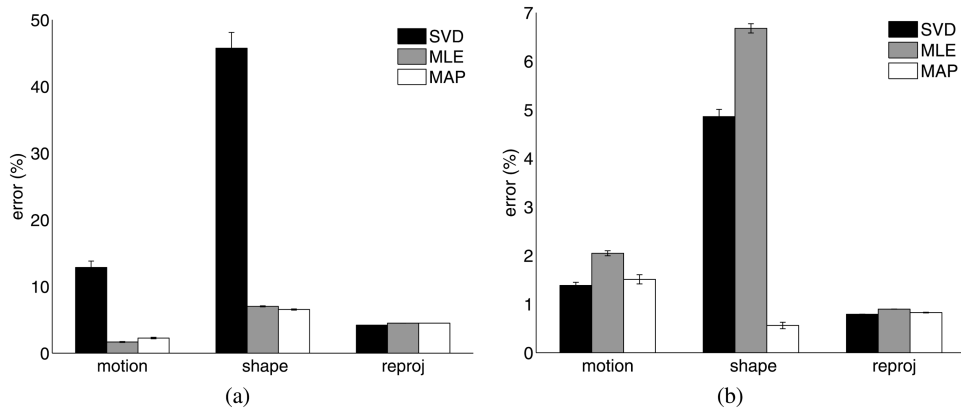 50
40
30
20
10
0
error (%)
SVD
MLE
MAP
motion shape reproj
(a)
7
6
5
4
3
2
1
0
error (%)
SVD
MLE
MAP
motion shape reproj
(b)